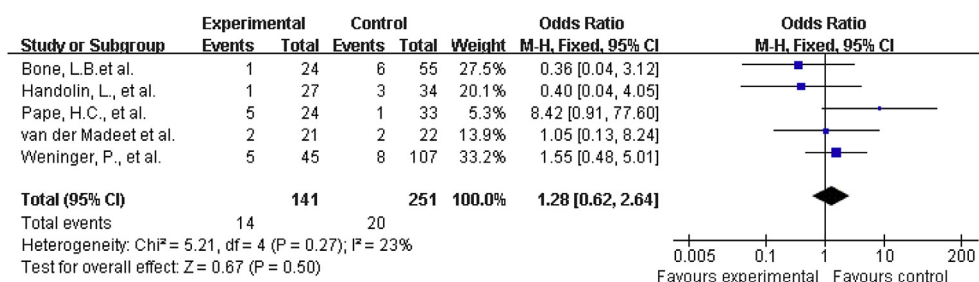 Experimental Control Odds Ratio Odds Ratio
Study or Subgroup Events Total Events Total Weight M-H, Fixed, 95% CI M-H, Fixed, 95% CI
Bone, L.B.et al. 1 24 6 55 27.5% 0.36 [0.04, 3.12]
Handolin, L., et al. 1 27 3 34 20.1% 0.40 [0.04, 4.05]
Pape, H.C., et al. 5 24 1 33 5.3% 8.42 [0.91, 77.60]
van der Madeet et al. 2 21 2 22 13.9% 1.05 [0.13, 8.24]
Weninger, P., et al. 5 45 8 107 33.2% 1.55 [0.48, 5.01]
Total (95% CI) 141 251 100.0% 1.28 [0.62, 2.64]
Total events 14 20
Heterogeneity: Chi² = 5.21, df = 4 (P = 0.27); I² = 23%
Test for overall effect: Z = 0.67 (P = 0.50)
0.005 0.1 1 10 200
Favours experimental Favours control